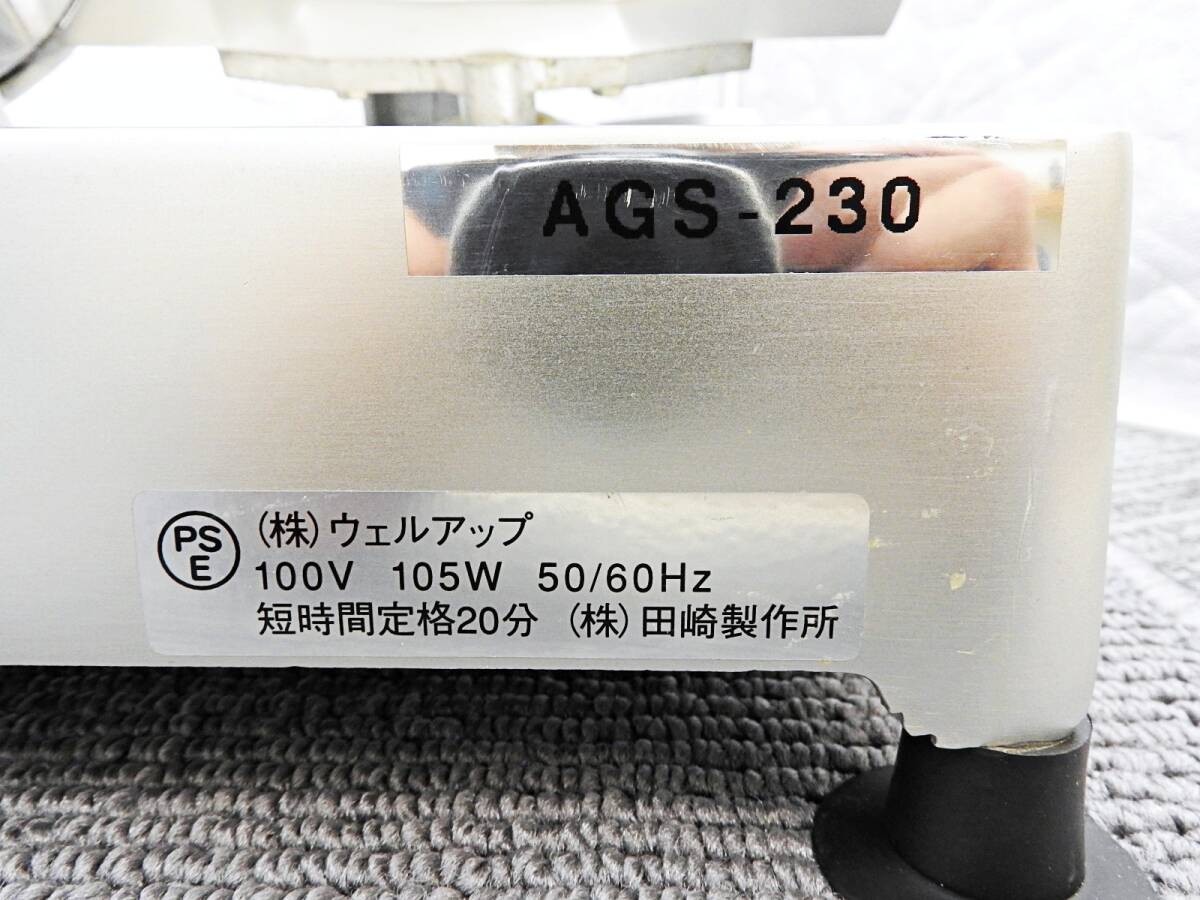 AGS-230
PSE
(株)ウェルアップ
100V 105W 50/60Hz
短時間定格20分 (株)田崎製作所